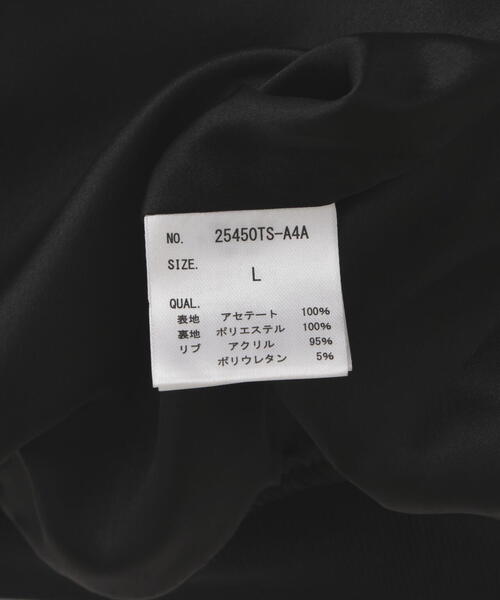 NO. 25450TS-A4A
SIZE.
L
QUAL.
表地 アセテート 100%
裏地 ポリエステル 100%
リブ アクリル 95%
ポリウレタン 5%